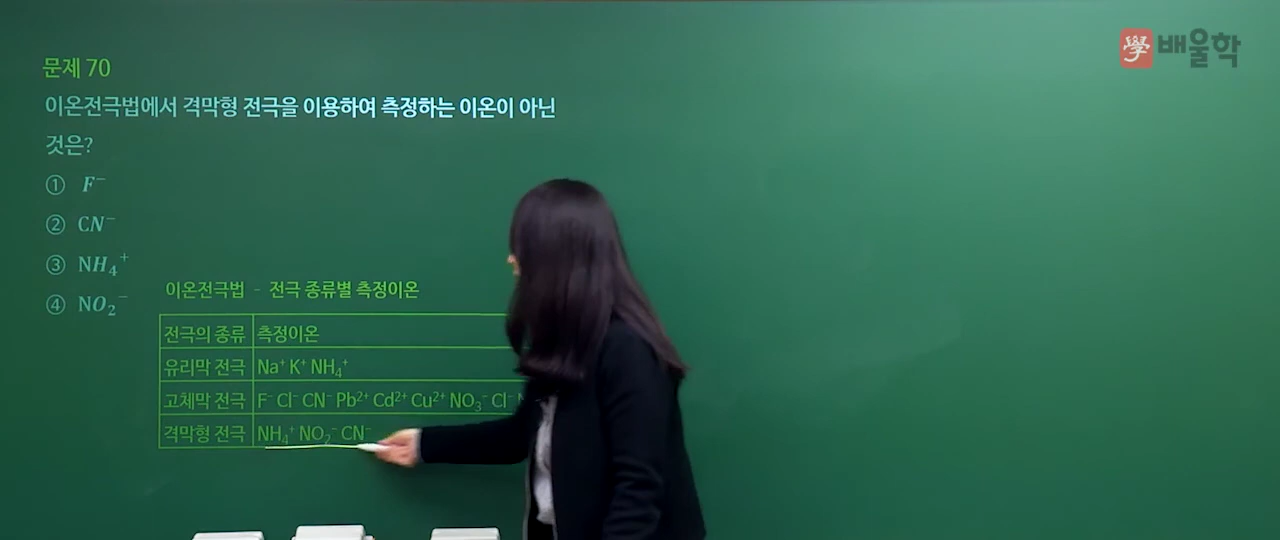 學 배울학
문제 70
이온전극법에서 격막형 전극을 이용하여 측정하는 이온이 아닌
것은?
① F⁻
② CN⁻
③ NH₄⁺
④ NO₂⁻
이온전극법 - 전극 종류별 측정이온
전극의 종류 측정이온
유리막 전극 Na⁺ K⁺ NH₄⁺
고체막 전극 F⁻ Cl⁻ CN⁻ Pb²⁺ Cd²⁺ Cu²⁺ NO₃⁻ Cl⁻
격막형 전극 NH₄⁺ NO₂⁻ CN⁻